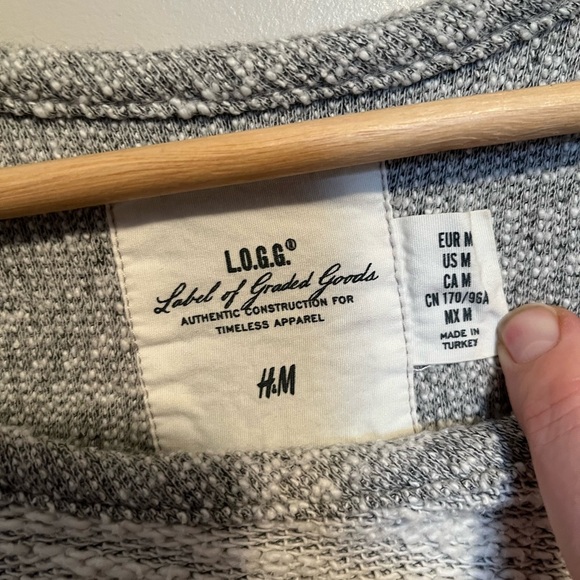 L.O.G.G.®
Label of Graded Goods
AUTHENTIC CONSTRUCTION FOR
TIMELESS APPAREL
H&M
EUR M
US M
CA M
CN 170/96A
MX M
MADE IN
TURKEY